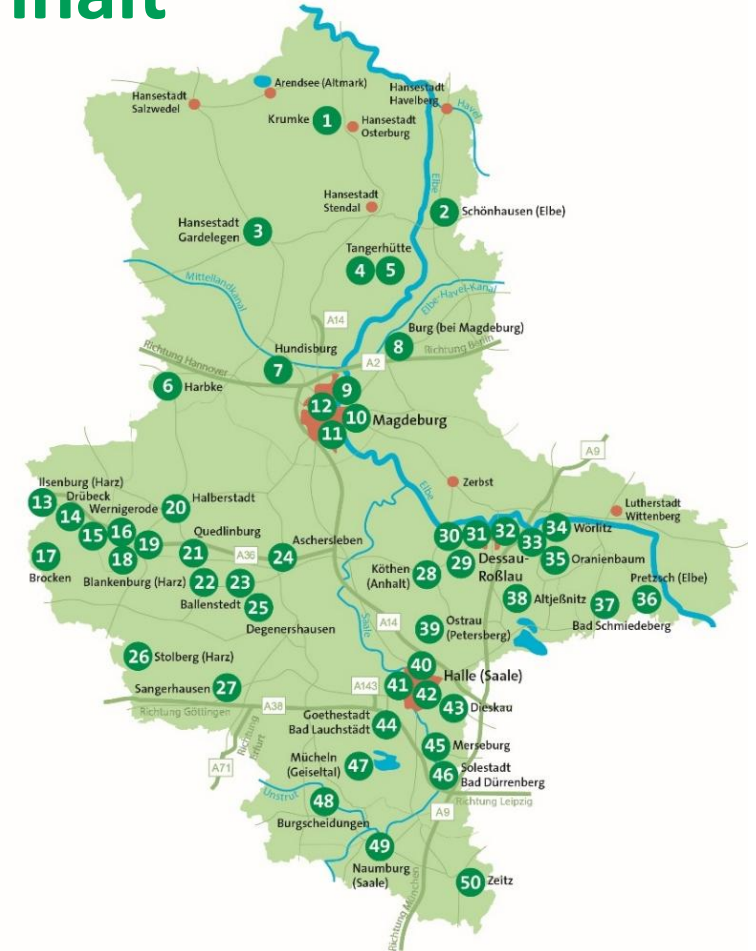 Arendsee (Altmark)
Hansestadt
Salzwedel
Hansestadt
Havelberg
Havel
Krumke
1
Hansestadt
Osterburg
Elbe
Hansestadt
Stendal
2
Schönhausen (Elbe)
Hansestadt
Gardelegen
3
Tangerhütte
4
5
Mittellandkanal
Elbe-Havel-Kanal
A14
Burg (bei Magdeburg)
8
Richtung Berlin
Hundisburg
7
Richtung Hannover
A2
6
Harbke
9
12
10
Magdeburg
11
A9
Zerbst
Elbe
Ilsenburg (Harz)
13
Drübeck
14
Wernigerode
15
16
20
Halberstadt
Lutherstadt
Wittenberg
17
Brocken
18
19
Quedlinburg
21
A36
Aschersleben
24
30
31
32
33
34
Wörlitz
29
Dessau-
Roßlau
35
Oranienbaum
Blankenburg (Harz)
22
23
Ballenstedt
25
Degenershausen
Köthen
(Anhalt)
28
Pretzsch (Elbe)
38
Altjeßnitz
37
36
Bad Schmiedeberg
Saale
A14
39
Ostrau
(Petersberg)
26
Stolberg (Harz)
40
Halle (Saale)
Sangerhausen
27
A143
41
42
43
Dieskau
A38
Richtung Göttingen
Richtung
Erfurt
A71
Goethestadt
Bad Lauchstädt
44
45
Merseburg
Mücheln
(Geiseltal)
47
46
Solestadt
Bad Dürrenberg
Richtung Leipzig
Unstrut
48
Burgscheidungen
A9
49
Naumburg
(Saale)
50
Zeitz
Richtung München